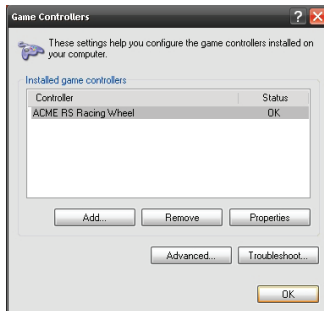 Game Controllers
These settings help you configure the game controllers installed on
your computer.
Installed game controllers
Controller Status
ACME RS Racing Wheel OK
Add... Remove Properties
Advanced... Troubleshoot...
OK